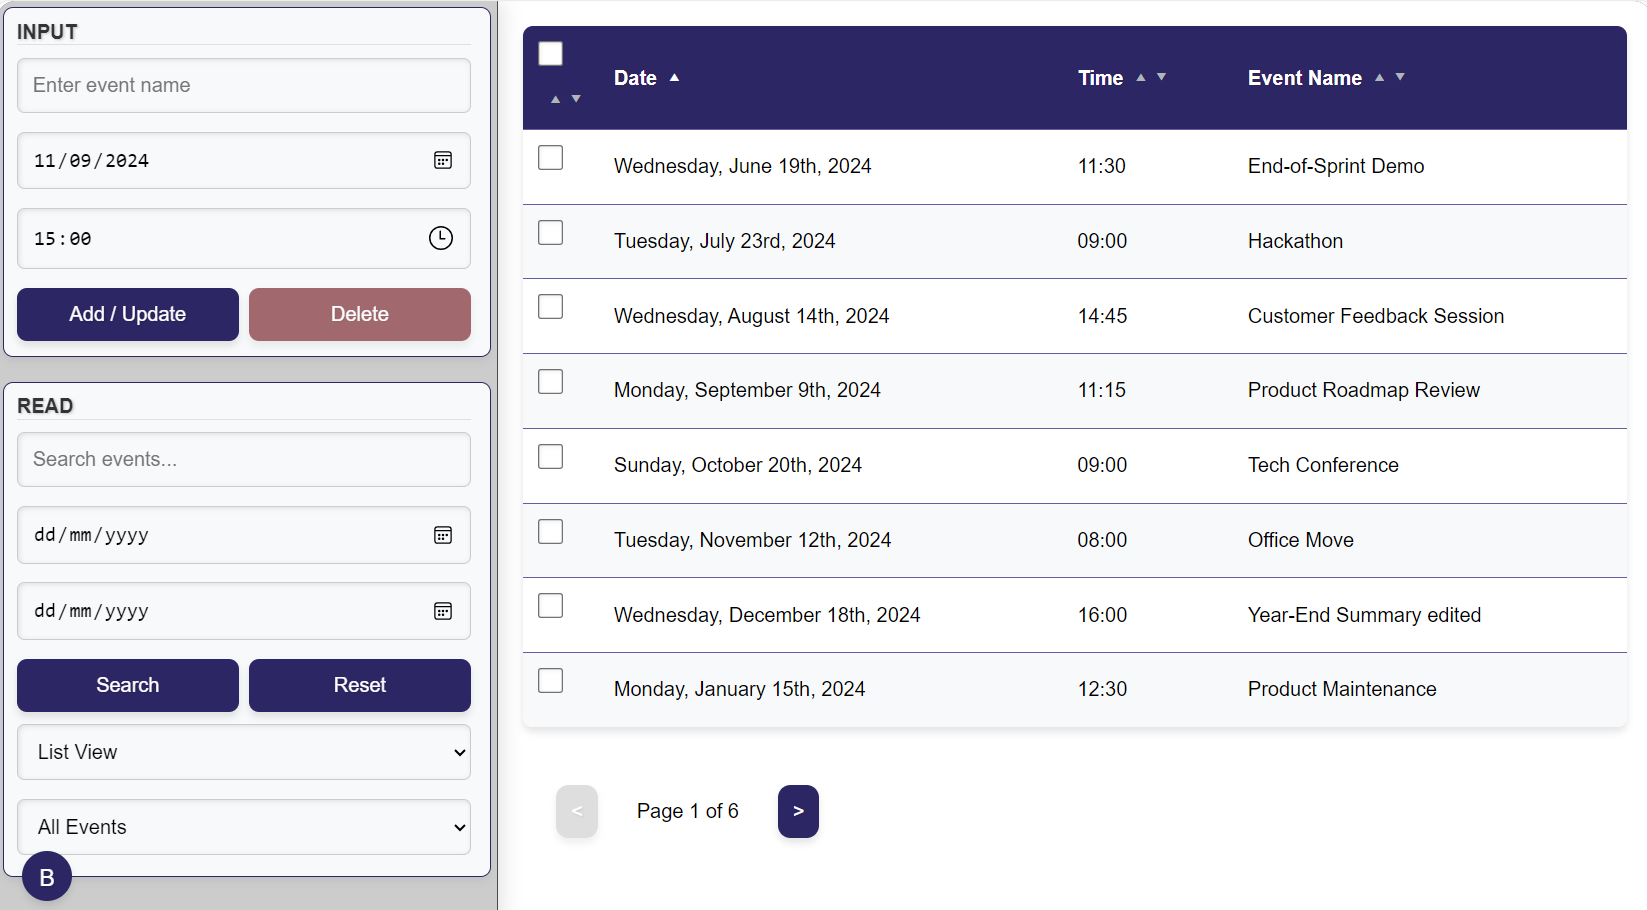 INPUT
Enter event name
11/09/2024
15:00
Add / Update Delete
READ
Search events...
dd/mm/yyyy
dd/mm/yyyy
Search Reset
List View
All Events
B
Date Time Event Name
Wednesday, June 19th, 2024 11:30 End-of-Sprint Demo
Tuesday, July 23rd, 2024 09:00 Hackathon
Wednesday, August 14th, 2024 14:45 Customer Feedback Session
Monday, September 9th, 2024 11:15 Product Roadmap Review
Sunday, October 20th, 2024 09:00 Tech Conference
Tuesday, November 12th, 2024 08:00 Office Move
Wednesday, December 18th, 2024 16:00 Year-End Summary edited
Monday, January 15th, 2024 12:30 Product Maintenance
< Page 1 of 6 >